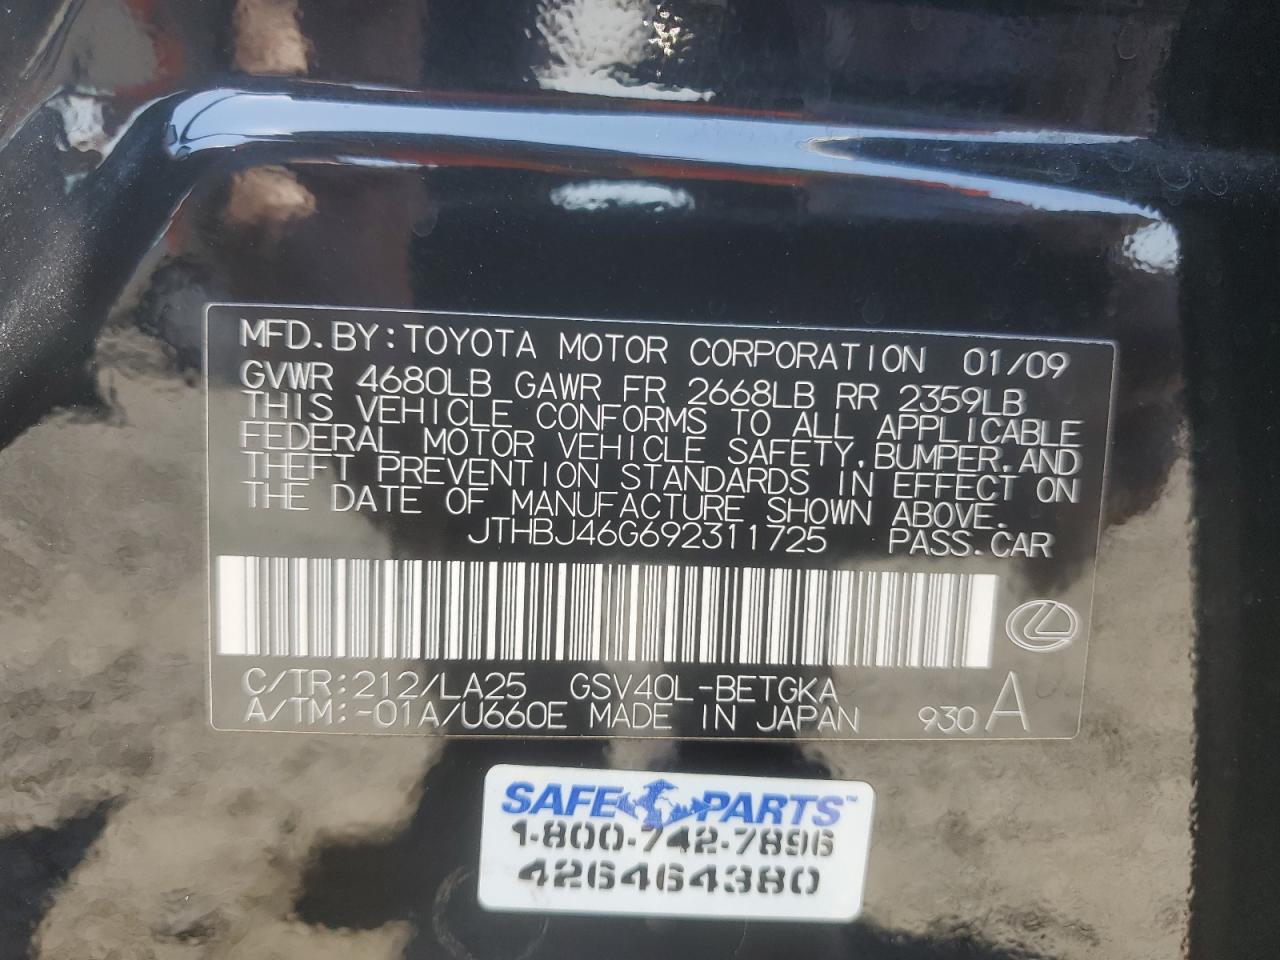 MFD. BY: TOYOTA MOTOR CORPORATION 01/09
GVWR 4680LB GAWR FR 2668LB RR 2359LB
THIS VEHICLE CONFORMS TO ALL APPLICABLE
FEDERAL MOTOR VEHICLE SAFETY, BUMPER, AND
THEFT PREVENTION STANDARDS IN EFFECT ON
THE DATE OF MANUFACTURE SHOWN ABOVE.
JTHBJ46G692311725 PASS. CAR
C/TR: 212/LA25 GSV40L-BETGKA
A/TM: -01A/U660E MADE IN JAPAN 930 A
SAFE PARTS™
1-800-742-7896
426464380